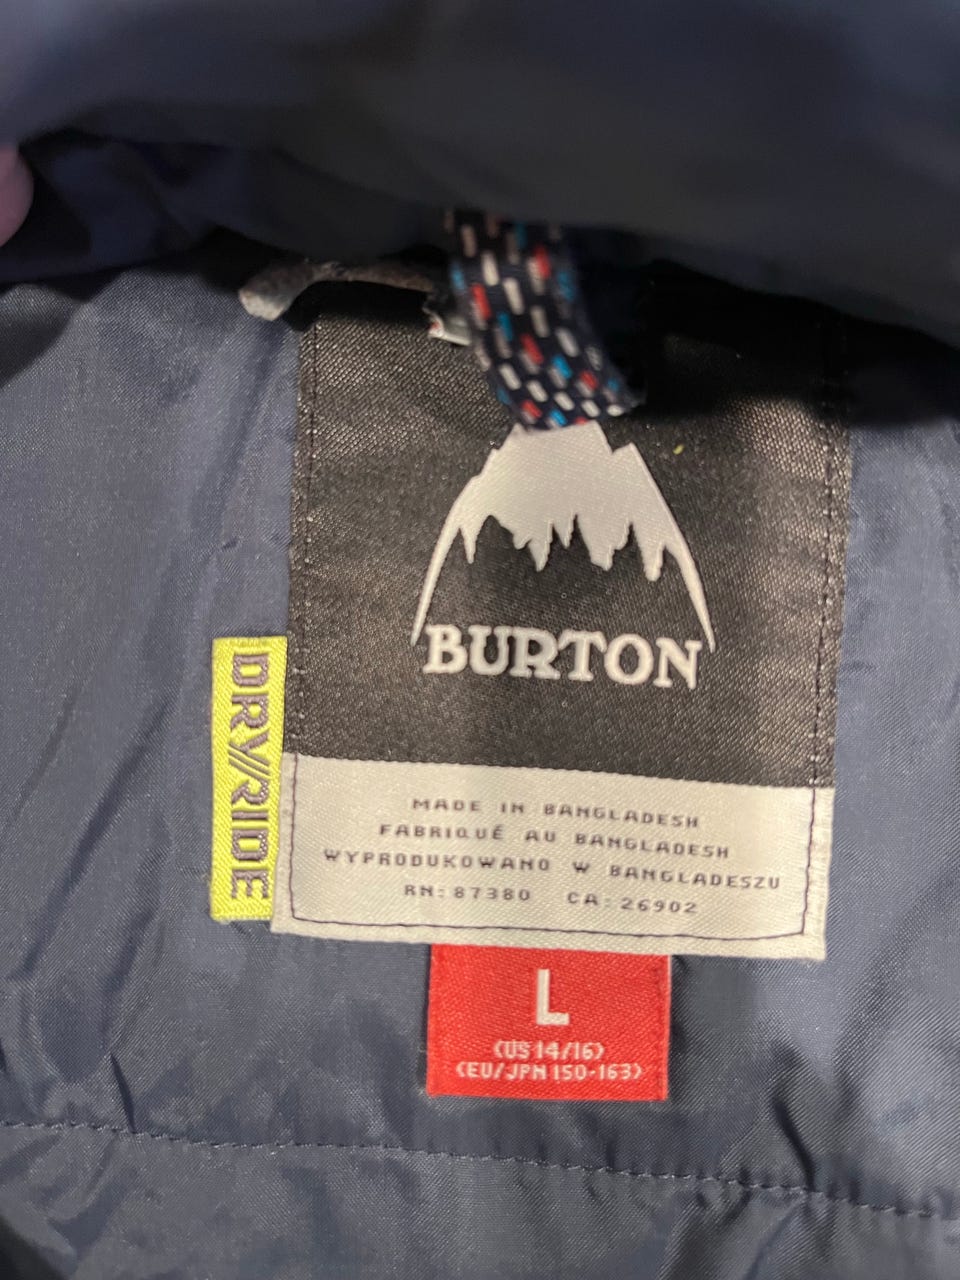 BURTON
DRY//RIDE
MADE IN BANGLADESH
FABRIQUÉ AU BANGLADESH
WYPRODUKOWANO W BANGLADESZU
RN: 87380 CA: 26902
L
(US 14/16)
(EU/JPN 150-163)